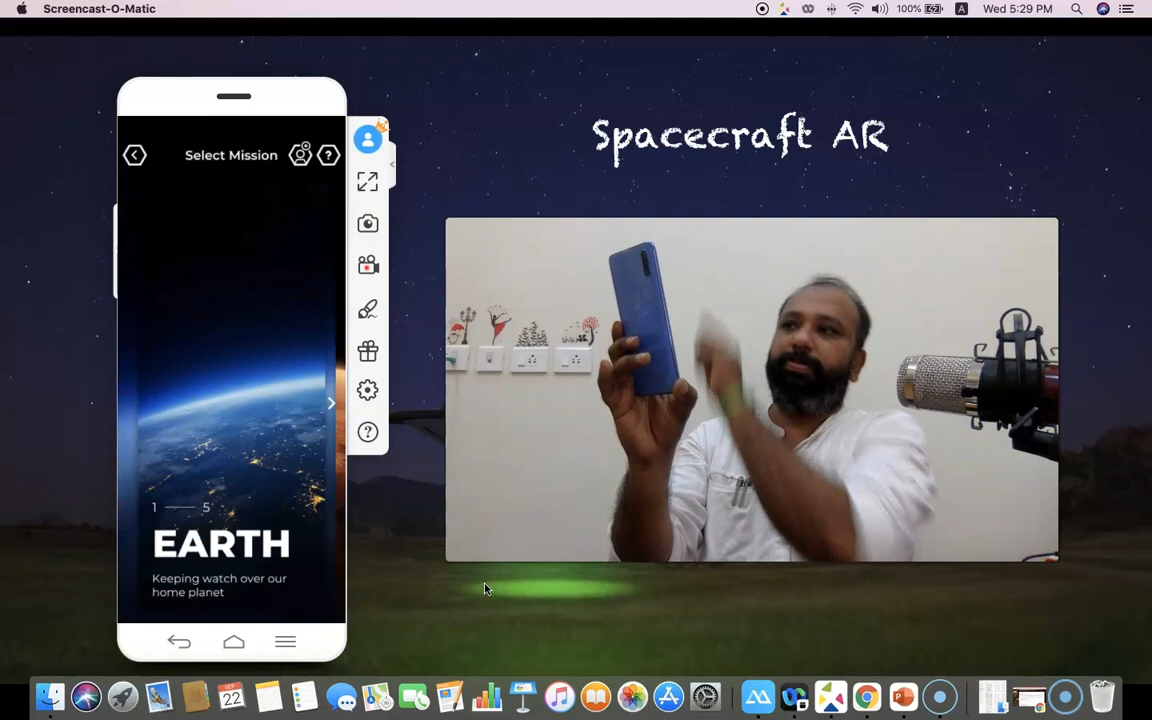 Screencast-O-Matic
100%
A
Wed 5:29 PM
Spacecraft AR
Select Mission
?
1
5
EARTH
Keeping watch over our
home planet
?
SEP
22